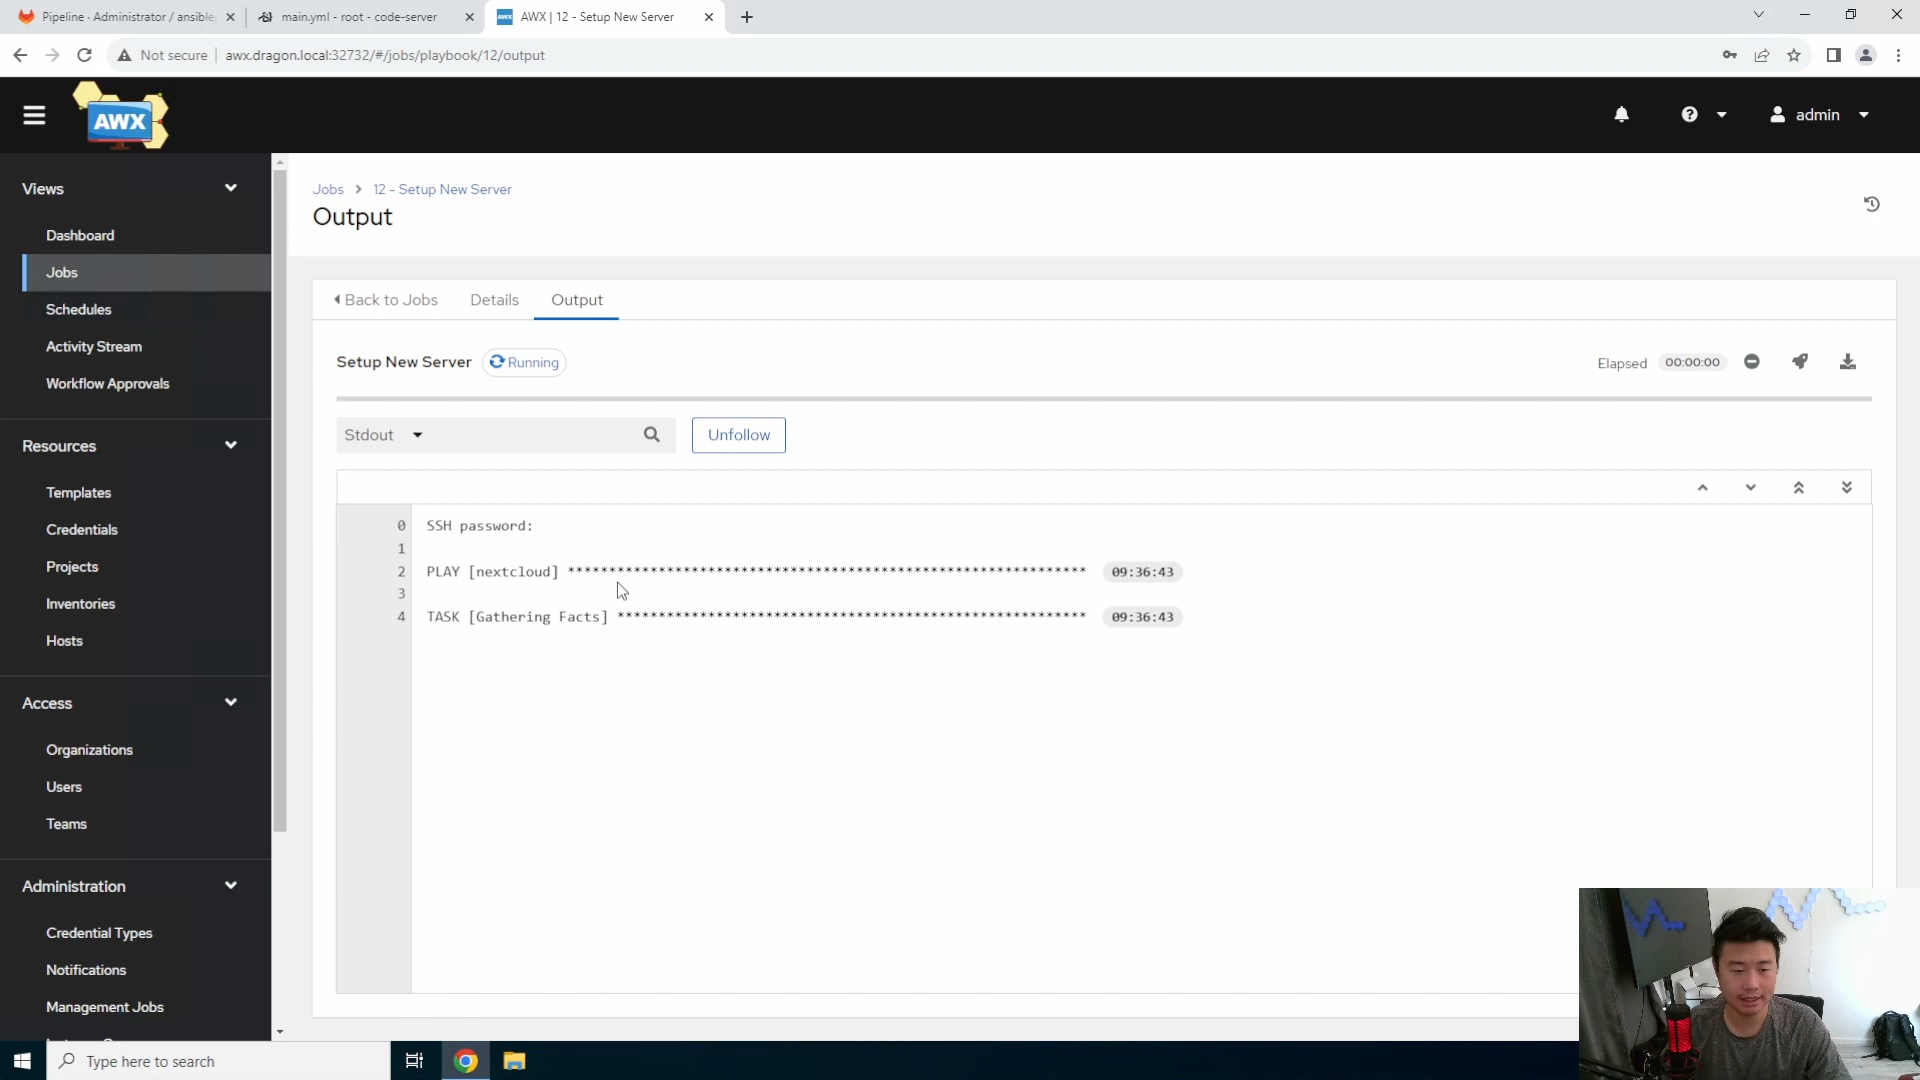 Pipeline · Administrator / ansible
main.yml - root - code-server
AWX | 12 - Setup New Server
Not secure
awx.dragon.local:32732/#/jobs/playbook/12/output
AWX
admin
Views
Dashboard
Jobs
Schedules
Activity Stream
Workflow Approvals
Resources
Templates
Credentials
Projects
Inventories
Hosts
Access
Organizations
Users
Teams
Administration
Credential Types
Notifications
Management Jobs
Jobs > 12 - Setup New Server
Output
Back to Jobs
Details
Output
Setup New Server
Running
Elapsed 00:00:00
Stdout
Unfollow
0 SSH password:
1
2 PLAY [nextcloud] *************************************************************** 09:36:43
3
4 TASK [Gathering Facts] ********************************************************* 09:36:43
Type here to search